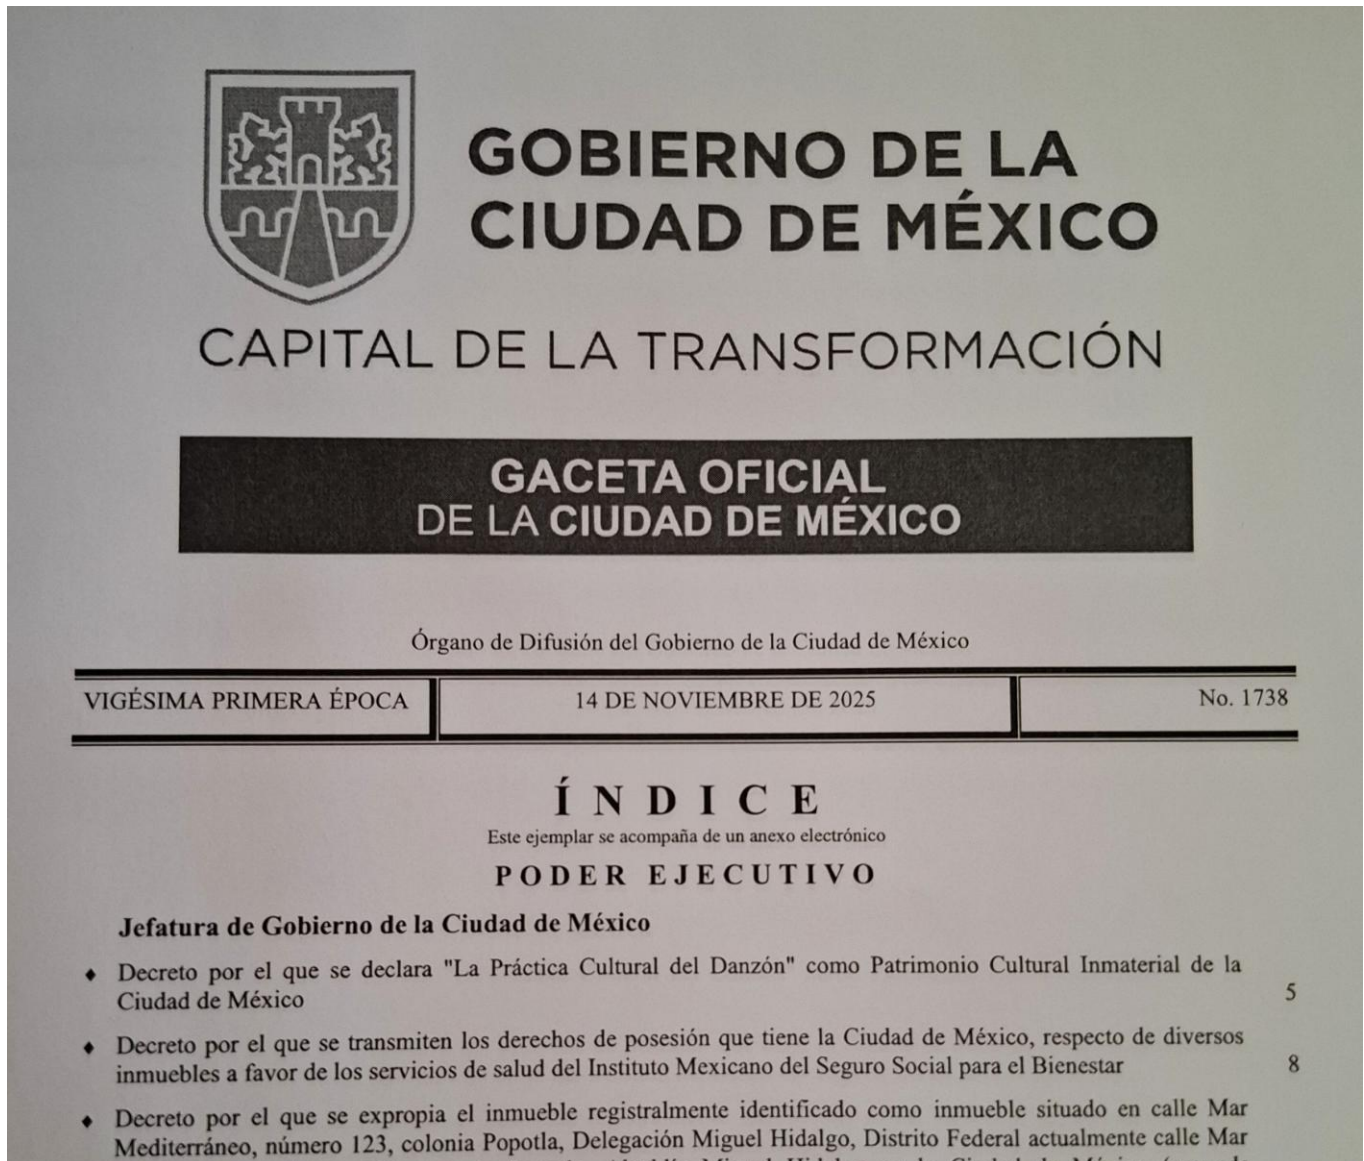 GOBIERNO DE LA
CIUDAD DE MÉXICO
CAPITAL DE LA TRANSFORMACIÓN
GACETA OFICIAL
DE LA CIUDAD DE MÉXICO
Órgano de Difusión del Gobierno de la Ciudad de México
VIGÉSIMA PRIMERA ÉPOCA 14 DE NOVIEMBRE DE 2025 No. 1738
ÍNDICE
Este ejemplar se acompaña de un anexo electrónico
PODER EJECUTIVO
Jefatura de Gobierno de la Ciudad de México
♦ Decreto por el que se declara "La Práctica Cultural del Danzón" como Patrimonio Cultural Inmaterial de la
Ciudad de México 5
♦ Decreto por el que se transmiten los derechos de posesión que tiene la Ciudad de México, respecto de diversos
inmuebles a favor de los servicios de salud del Instituto Mexicano del Seguro Social para el Bienestar 8
♦ Decreto por el que se expropia el inmueble registralmente identificado como inmueble situado en calle Mar
Mediterráneo, número 123, colonia Popotla, Delegación Miguel Hidalgo, Distrito Federal actualmente calle Mar